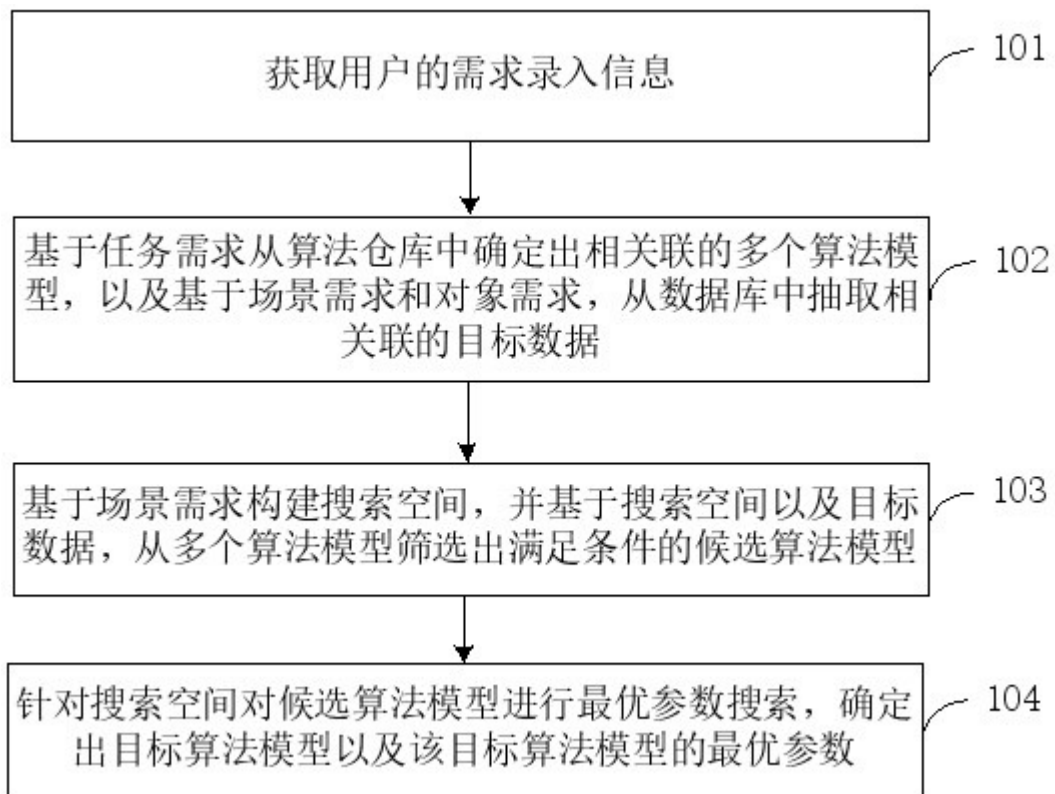 获取用户的需求录入信息
101
基于任务需求从算法仓库中确定出相关联的多个算法模
型，以及基于场景需求和对象需求，从数据库中抽取相
关联的目标数据
102
基于场景需求构建搜索空间，并基于搜索空间以及目标
数据，从多个算法模型筛选出满足条件的候选算法模型
103
针对搜索空间对候选算法模型进行最优参数搜索，确定
出目标算法模型以及该目标算法模型的最优参数
104